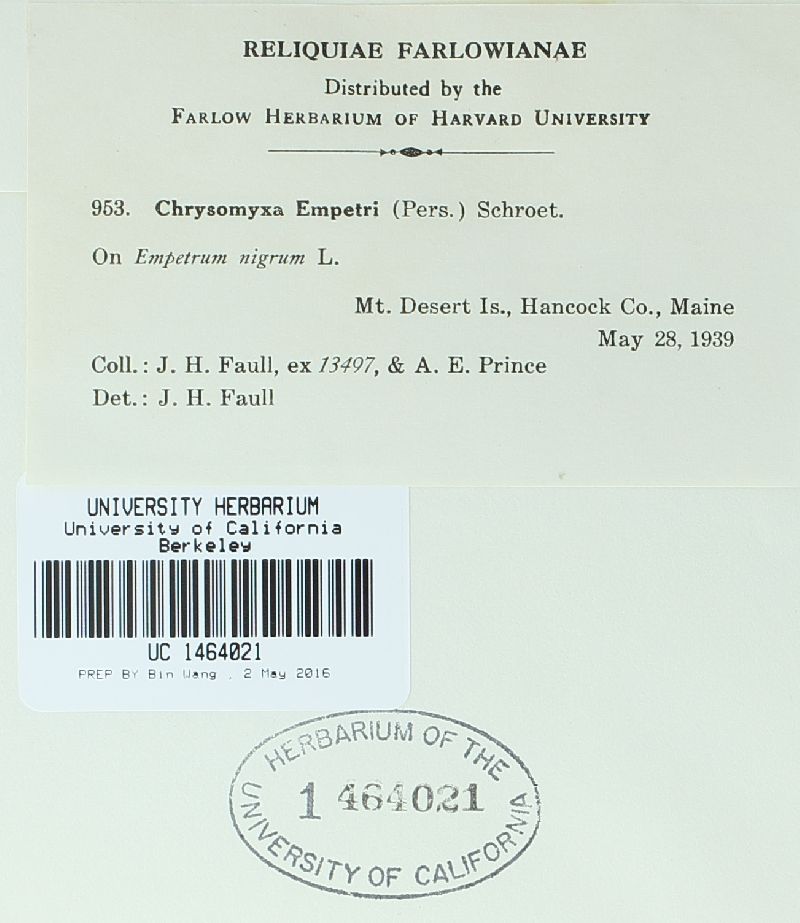 RELIQUIAE FARLOWIANAE
Distributed by the
FARLOW HERBARIUM OF HARVARD UNIVERSITY
953. Chrysomyxa Empetri (Pers.) Schroet.
On Empetrum nigrum L.
Mt. Desert Is., Hancock Co., Maine
May 28, 1939
Coll.: J. H. Faull, ex 13497, & A. E. Prince
Det.: J. H. Faull
UNIVERSITY HERBARIUM
University of California
Berkeley
UC 1464021
PREP BY Bin Wang , 2 May 2016
HERBARIUM OF THE
1464021
UNIVERSITY OF CALIFORNIA